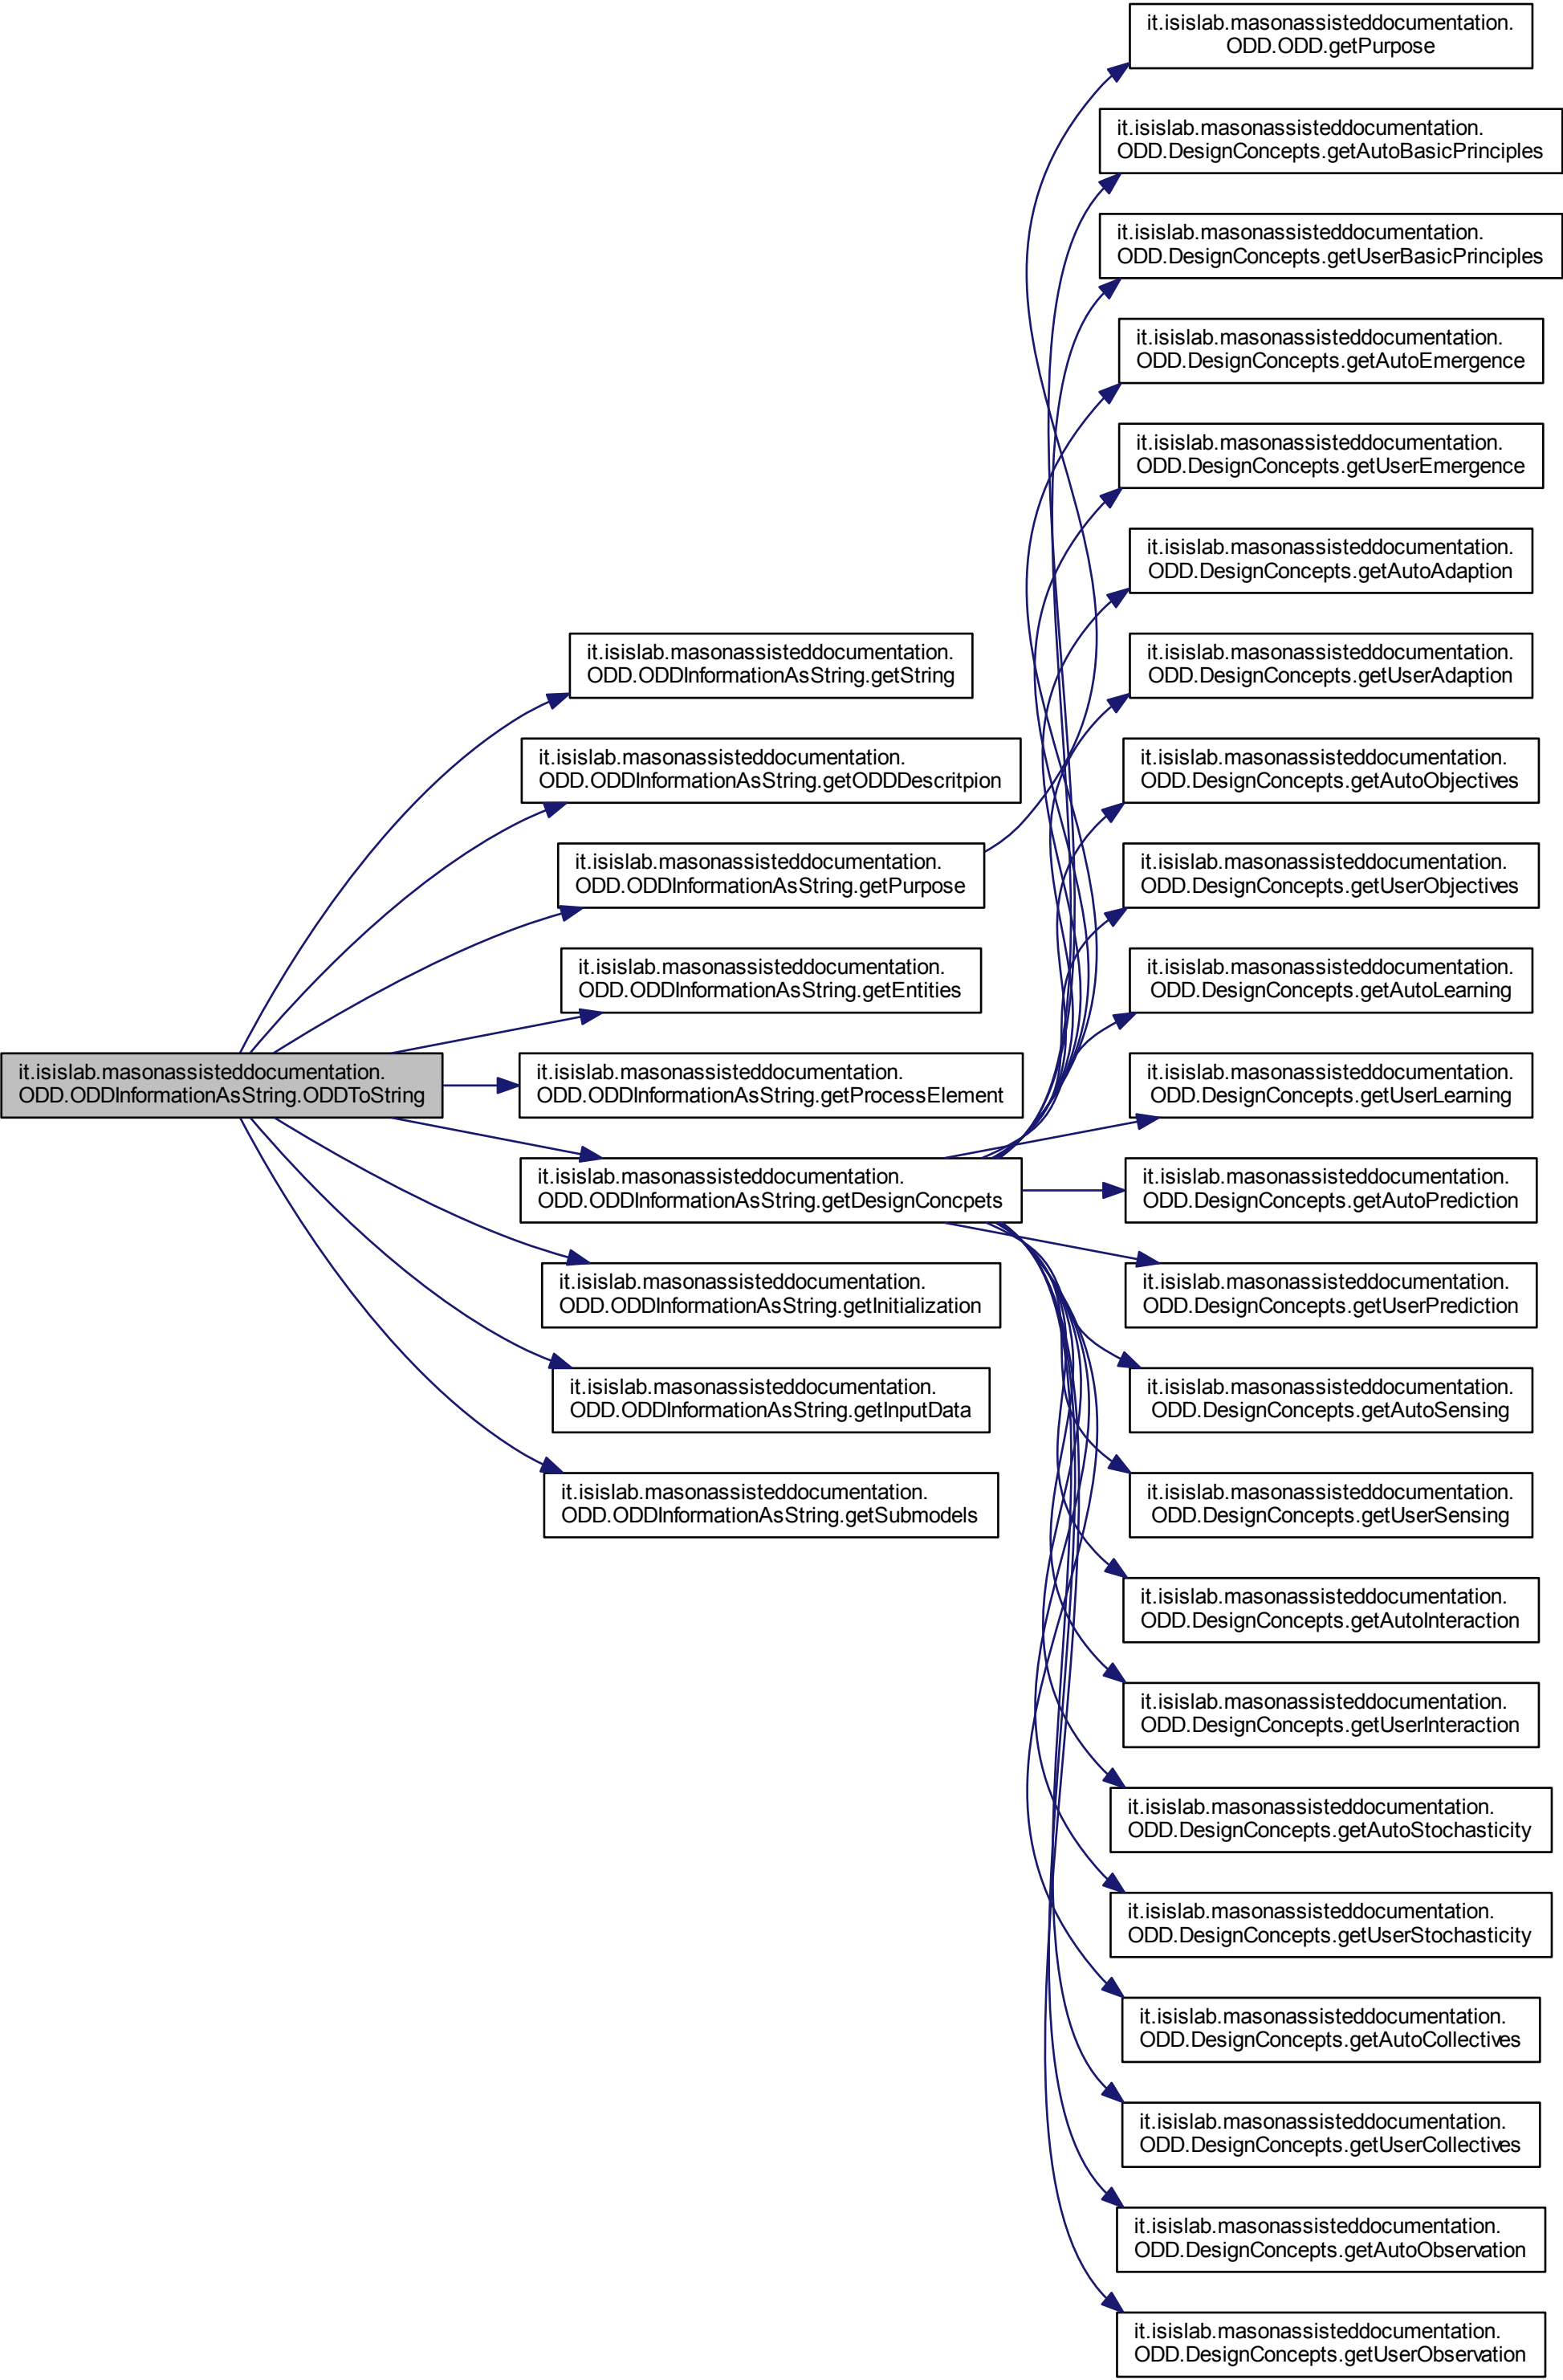 it.isislab.masonassisteddocumentation.
ODD.ODDInformationAsString.ODDToString
it.isislab.masonassisteddocumentation.
ODD.ODDInformationAsString.getString
it.isislab.masonassisteddocumentation.
ODD.ODDInformationAsString.getODDDescritpion
it.isislab.masonassisteddocumentation.
ODD.ODDInformationAsString.getPurpose
it.isislab.masonassisteddocumentation.
ODD.ODDInformationAsString.getEntities
it.isislab.masonassisteddocumentation.
ODD.ODDInformationAsString.getProcessElement
it.isislab.masonassisteddocumentation.
ODD.ODDInformationAsString.getDesignConcpets
it.isislab.masonassisteddocumentation.
ODD.ODDInformationAsString.getInitialization
it.isislab.masonassisteddocumentation.
ODD.ODDInformationAsString.getInputData
it.isislab.masonassisteddocumentation.
ODD.ODDInformationAsString.getSubmodels
it.isislab.masonassisteddocumentation.
ODD.ODD.getPurpose
it.isislab.masonassisteddocumentation.
ODD.DesignConcepts.getAutoBasicPrinciples
it.isislab.masonassisteddocumentation.
ODD.DesignConcepts.getUserBasicPrinciples
it.isislab.masonassisteddocumentation.
ODD.DesignConcepts.getAutoEmergence
it.isislab.masonassisteddocumentation.
ODD.DesignConcepts.getUserEmergence
it.isislab.masonassisteddocumentation.
ODD.DesignConcepts.getAutoAdaption
it.isislab.masonassisteddocumentation.
ODD.DesignConcepts.getUserAdaption
it.isislab.masonassisteddocumentation.
ODD.DesignConcepts.getAutoObjectives
it.isislab.masonassisteddocumentation.
ODD.DesignConcepts.getUserObjectives
it.isislab.masonassisteddocumentation.
ODD.DesignConcepts.getAutoLearning
it.isislab.masonassisteddocumentation.
ODD.DesignConcepts.getUserLearning
it.isislab.masonassisteddocumentation.
ODD.DesignConcepts.getAutoPrediction
it.isislab.masonassisteddocumentation.
ODD.DesignConcepts.getUserPrediction
it.isislab.masonassisteddocumentation.
ODD.DesignConcepts.getAutoSensing
it.isislab.masonassisteddocumentation.
ODD.DesignConcepts.getUserSensing
it.isislab.masonassisteddocumentation.
ODD.DesignConcepts.getAutoInteraction
it.isislab.masonassisteddocumentation.
ODD.DesignConcepts.getUserInteraction
it.isislab.masonassisteddocumentation.
ODD.DesignConcepts.getAutoStochasticity
it.isislab.masonassisteddocumentation.
ODD.DesignConcepts.getUserStochasticity
it.isislab.masonassisteddocumentation.
ODD.DesignConcepts.getAutoCollectives
it.isislab.masonassisteddocumentation.
ODD.DesignConcepts.getUserCollectives
it.isislab.masonassisteddocumentation.
ODD.DesignConcepts.getAutoObservation
it.isislab.masonassisteddocumentation.
ODD.DesignConcepts.getUserObservation